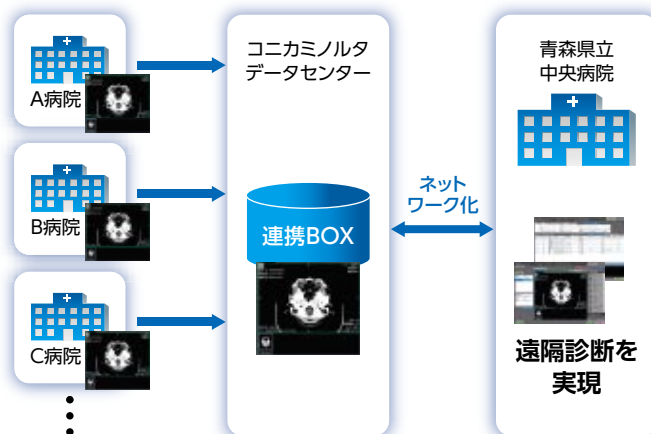 A病院
B病院
C病院
コニカミノルタ
データセンター
連携BOX
ネット
ワーク化
青森県立
中央病院
遠隔診断を
実現